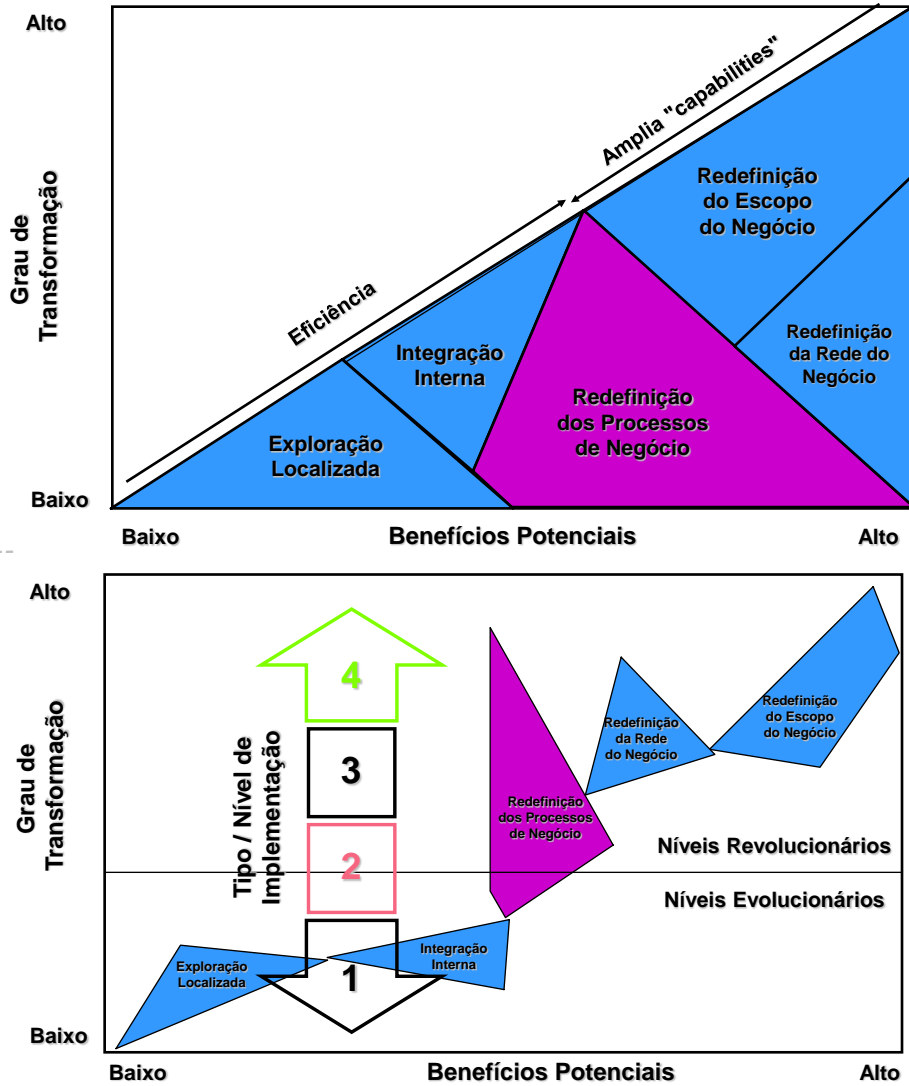 Alto
Amplia "capabilities"
Redefinição
do Escopo
do Negócio
Grau de
Transformação
Eficiência
Integração
Interna
Redefinição
da Rede do
Negócio
Redefinição
dos Processos
de Negócio
Exploração
Localizada
Baixo
Baixo
Benefícios Potenciais
Alto
Alto
4
Grau de
Transformação
Tipo / Nível de
Implementação
3
Redefinição
da Rede
do Negócio
Redefinição
do Escopo
do Negócio
Redefinição
dos Processos
de Negócio
2
Níveis Revolucionários
Níveis Evolucionários
Exploração
Localizada
1
Integração
Interna
Baixo
Baixo
Benefícios Potenciais
Alto